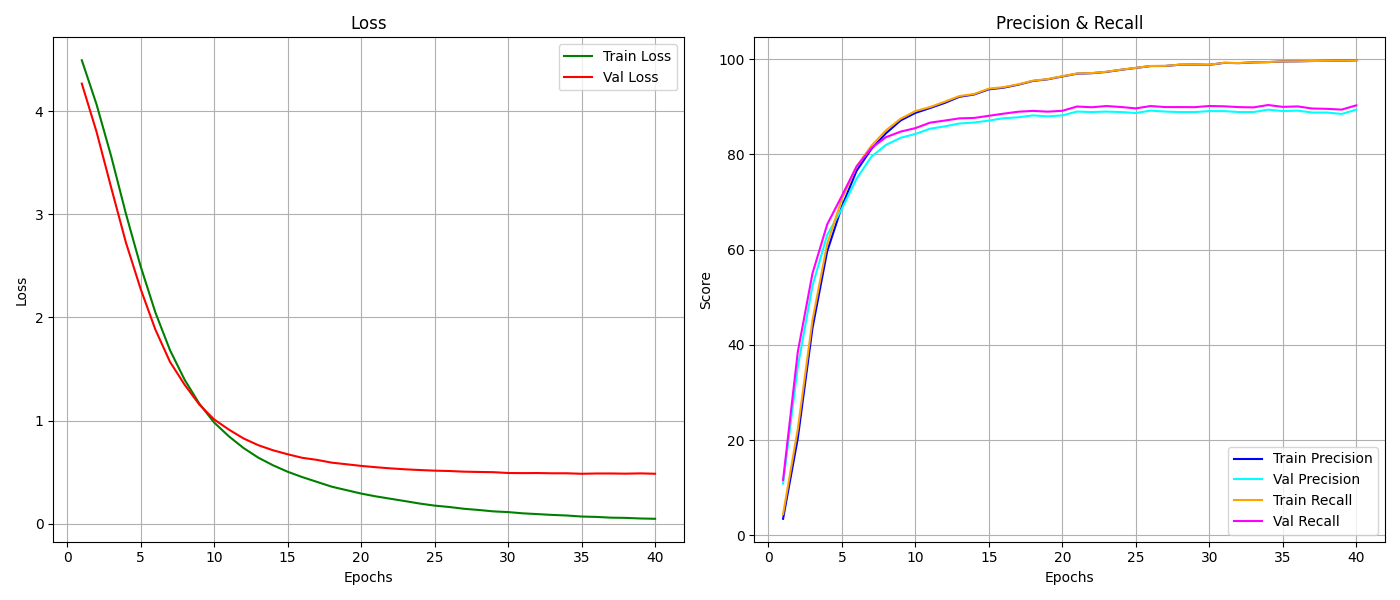 Loss
Train Loss
Val Loss
4
3
2
1
0
Loss
0 5 10 15 20 25 30 35 40
Epochs
Precision & Recall
100
80
60
40
20
0
Score
Train Precision
Val Precision
Train Recall
Val Recall
0 5 10 15 20 25 30 35 40
Epochs